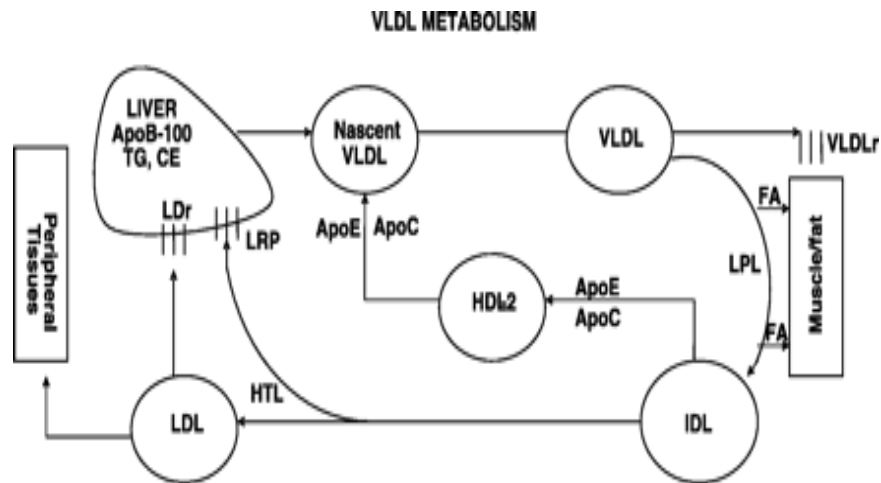 VLDL METABOLISM
LIVER
ApoB-100
TG, CE
LDr
LRP
Nascent
VLDL
VLDL
VLDLr
Peripheral
Tissues
ApoE
ApoC
HDL2
ApoE
ApoC
FA
LPL
FA
Muscle/fat
HTL
LDL
IDL